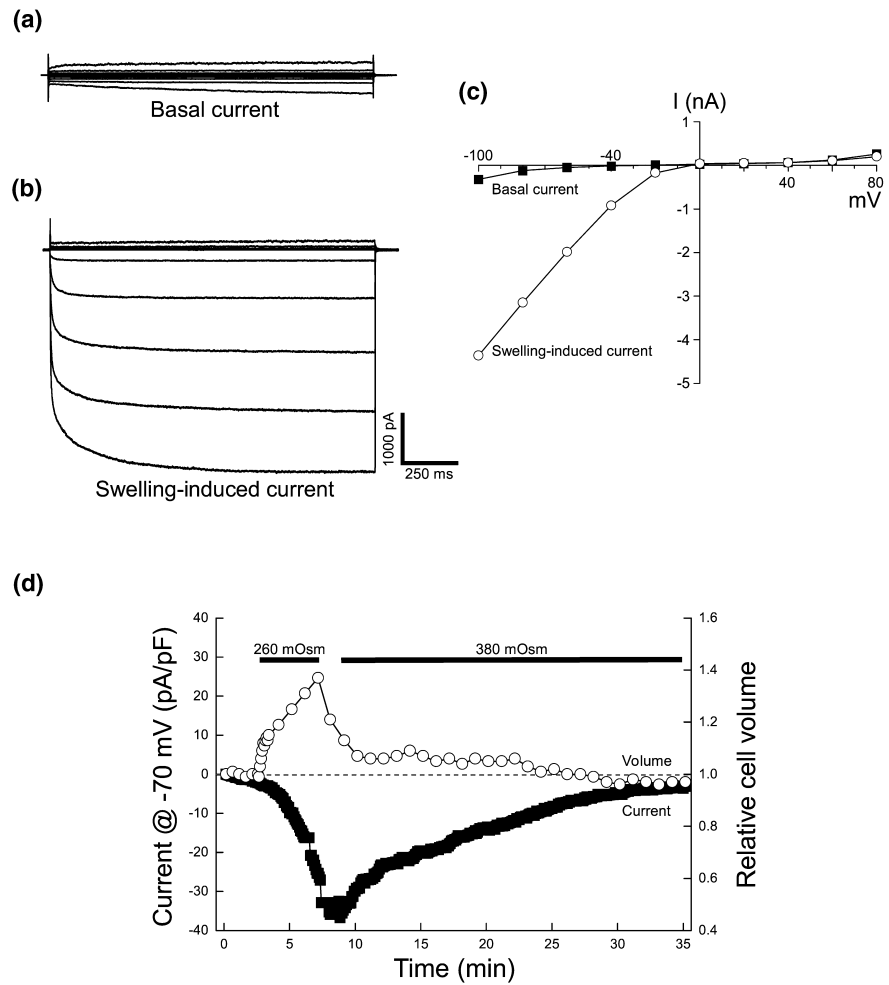 (a)
Basal current
(b)
1000 pA
250 ms
Swelling-induced current
(c)
I (nA)
1
-100
-40
40
80
mV
Basal current
-1
-2
-3
-4
-5
Swelling-induced current
(d)
Current @ -70 mV (pA/pF)
40
30
20
10
0
-10
-20
-30
-40
260 mOsm
380 mOsm
Volume
Current
1.6
1.4
1.2
1.0
0.8
0.6
0.4
Relative cell volume
0 5 10 15 20 25 30 35
Time (min)